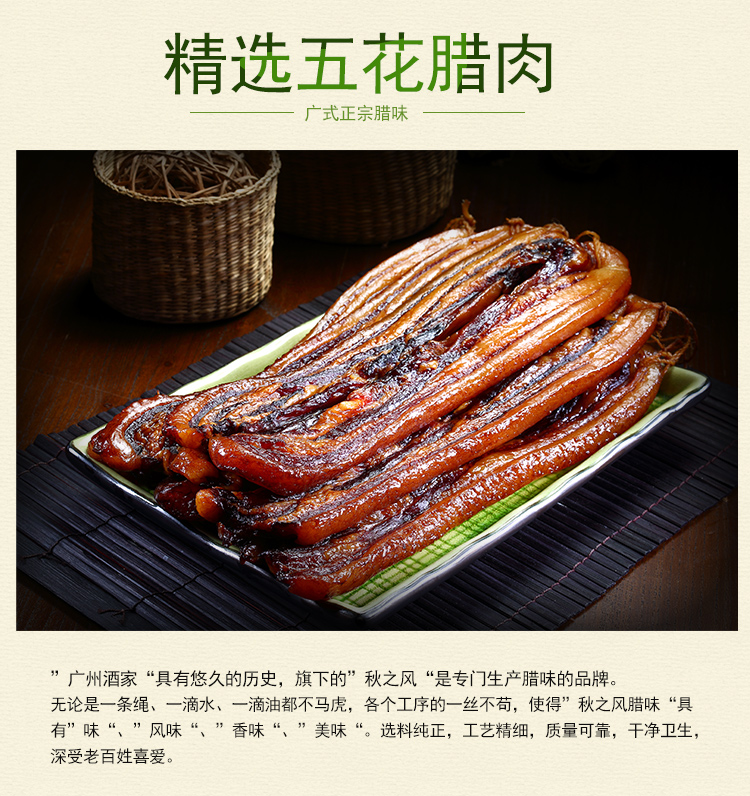 精选五花腊肉
广式正宗腊味
”广州酒家“具有悠久的历史，旗下的”秋之风“是专门生产腊味的品牌。
无论是一条绳、一滴水、一滴油都不马虎，各个工序的一丝不苟，使得”秋之风腊味“具
有”味“、”风味“、”香味“、”美味“。选料纯正，工艺精细，质量可靠，干净卫生，
深受老百姓喜爱。